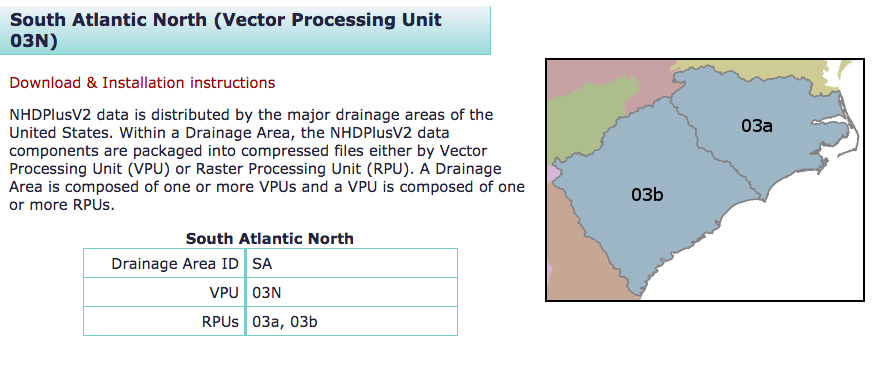 South Atlantic North (Vector Processing Unit
03N)
Download & Installation instructions
NHDPlusV2 data is distributed by the major drainage areas of the
United States. Within a Drainage Area, the NHDPlusV2 data
components are packaged into compressed files either by Vector
Processing Unit (VPU) or Raster Processing Unit (RPU). A Drainage
Area is composed of one or more VPUs and a VPU is composed of one
or more RPUs.
South Atlantic North
Drainage Area ID SA
VPU 03N
RPUs 03a, 03b
03a
03b